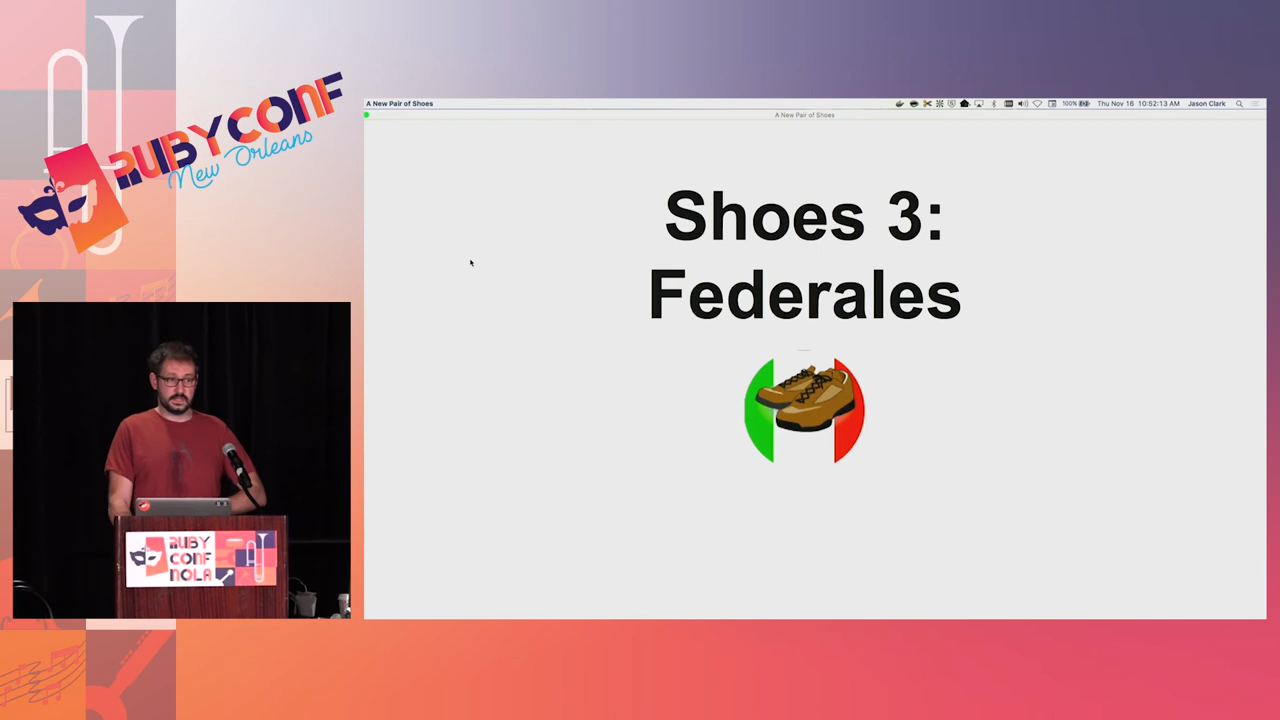 RUBYCONF
New Orleans
A New Pair of Shoes
100%
Thu Nov 16 10:52:13 AM
Jason Clark
A New Pair of Shoes
Shoes 3:
Federales
RUBY
CONF
NOLA